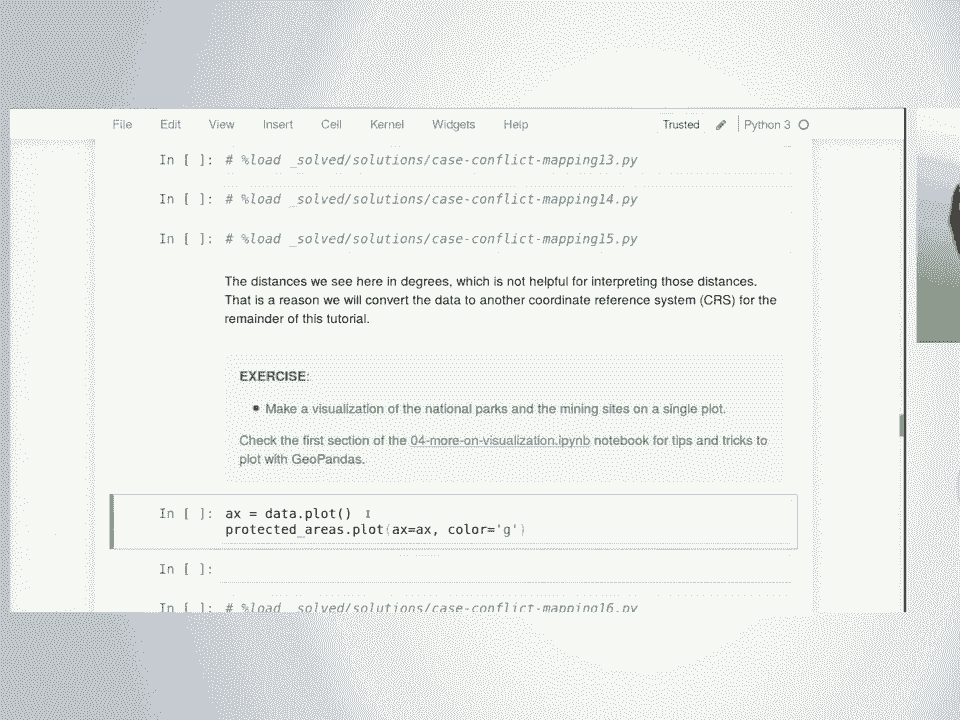 File Edit View Insert Cell Kernel Widgets Help Trusted Python 3
In [ ]: # %load _solved/solutions/case-conflict-mapping13.py
In [ ]: # %load _solved/solutions/case-conflict-mapping14.py
In [ ]: # %load _solved/solutions/case-conflict-mapping15.py
The distances we see here in degrees, which is not helpful for interpreting those distances.
That is a reason we will convert the data to another coordinate reference system (CRS) for the
remainder of this tutorial.
EXERCISE:
• Make a visualization of the national parks and the mining sites on a single plot.
Check the first section of the 04-more-on-visualization.ipynb notebook for tips and tricks to
plot with GeoPandas.
In [ ]: ax = data.plot()
protected_areas.plot(ax=ax, color='g')
In [ ]:
In [ ]: # %load _solved/solutions/case-conflict-mapping16.py